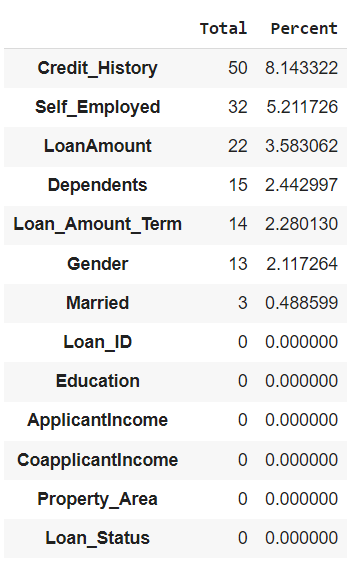 Total Percent
Credit_History 50 8.143322
Self_Employed 32 5.211726
LoanAmount 22 3.583062
Dependents 15 2.442997
Loan_Amount_Term 14 2.280130
Gender 13 2.117264
Married 3 0.488599
Loan_ID 0 0.000000
Education 0 0.000000
ApplicantIncome 0 0.000000
CoapplicantIncome 0 0.000000
Property_Area 0 0.000000
Loan_Status 0 0.000000